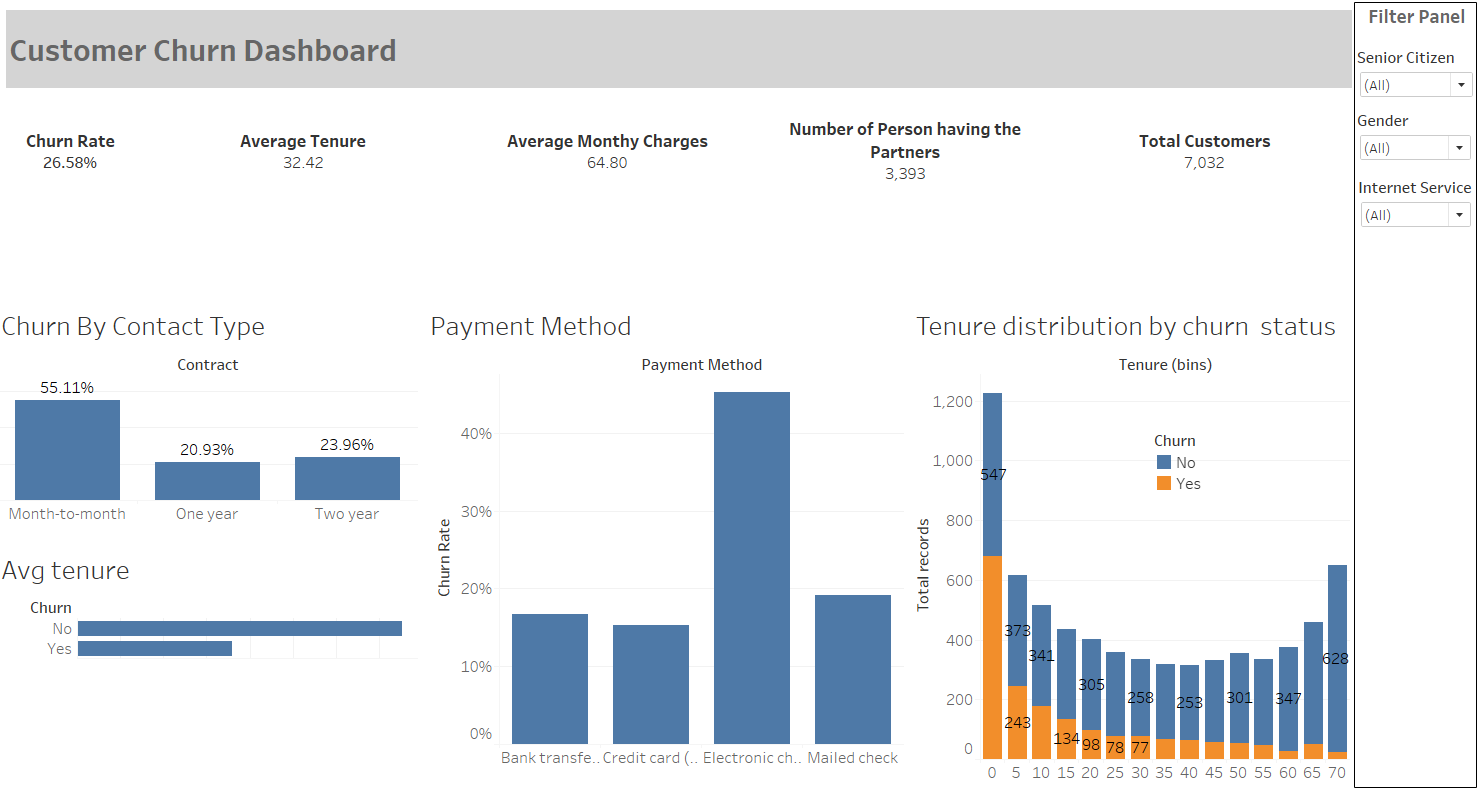 Customer Churn Dashboard
Filter Panel
Senior Citizen
(All)
Gender
(All)
Internet Service
(All)
Churn Rate
26.58%
Average Tenure
32.42
Average Monthy Charges
64.80
Number of Person having the
Partners
3,393
Total Customers
7,032
Churn By Contact Type
Contract
55.11%
20.93%
23.96%
Month-to-month
One year
Two year
Avg tenure
Churn
No
Yes
Payment Method
Payment Method
Churn Rate
40%
30%
20%
10%
0%
Bank transfe..
Credit card (..
Electronic ch..
Mailed check
Tenure distribution by churn status
Tenure (bins)
Total records
1,200
1,000
800
600
400
200
0
Churn
No
Yes
547
373
243
341
134
305
98
78
258
77
253
301
347
628
0 5 10 15 20 25 30 35 40 45 50 55 60 65 70